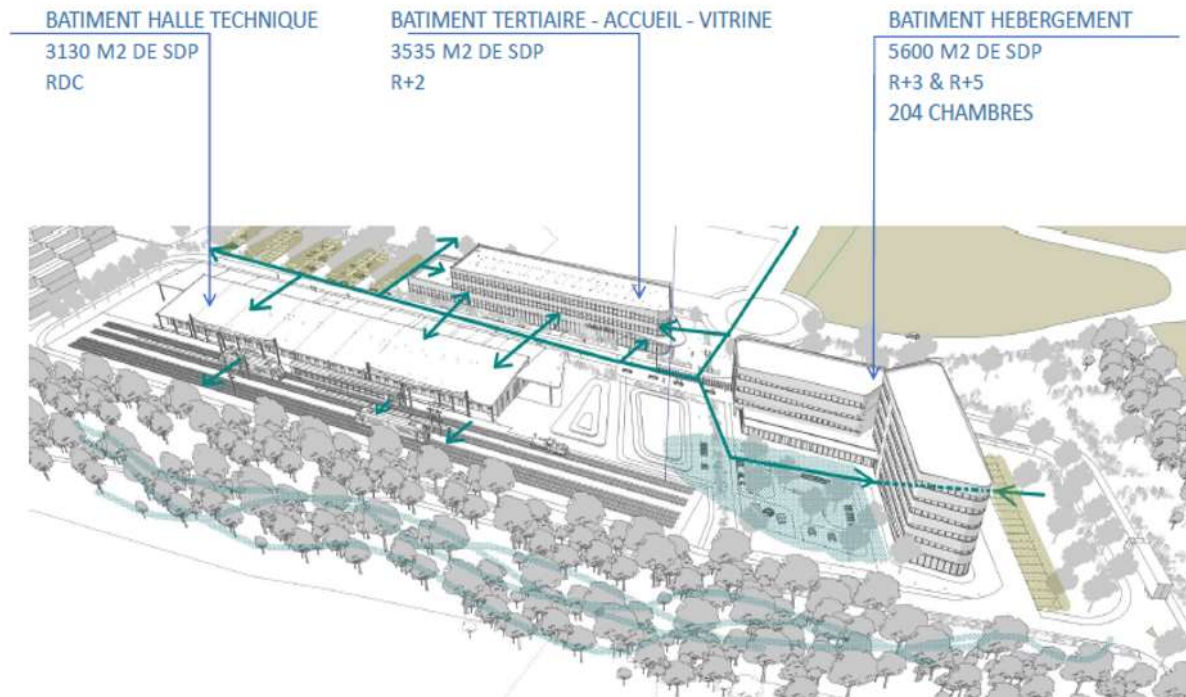 BATIMENT HALLE TECHNIQUE
3130 M2 DE SDP
RDC
BATIMENT TERTIAIRE - ACCUEIL - VITRINE
3535 M2 DE SDP
R+2
BATIMENT HEBERGEMENT
5600 M2 DE SDP
R+3 & R+5
204 CHAMBRES